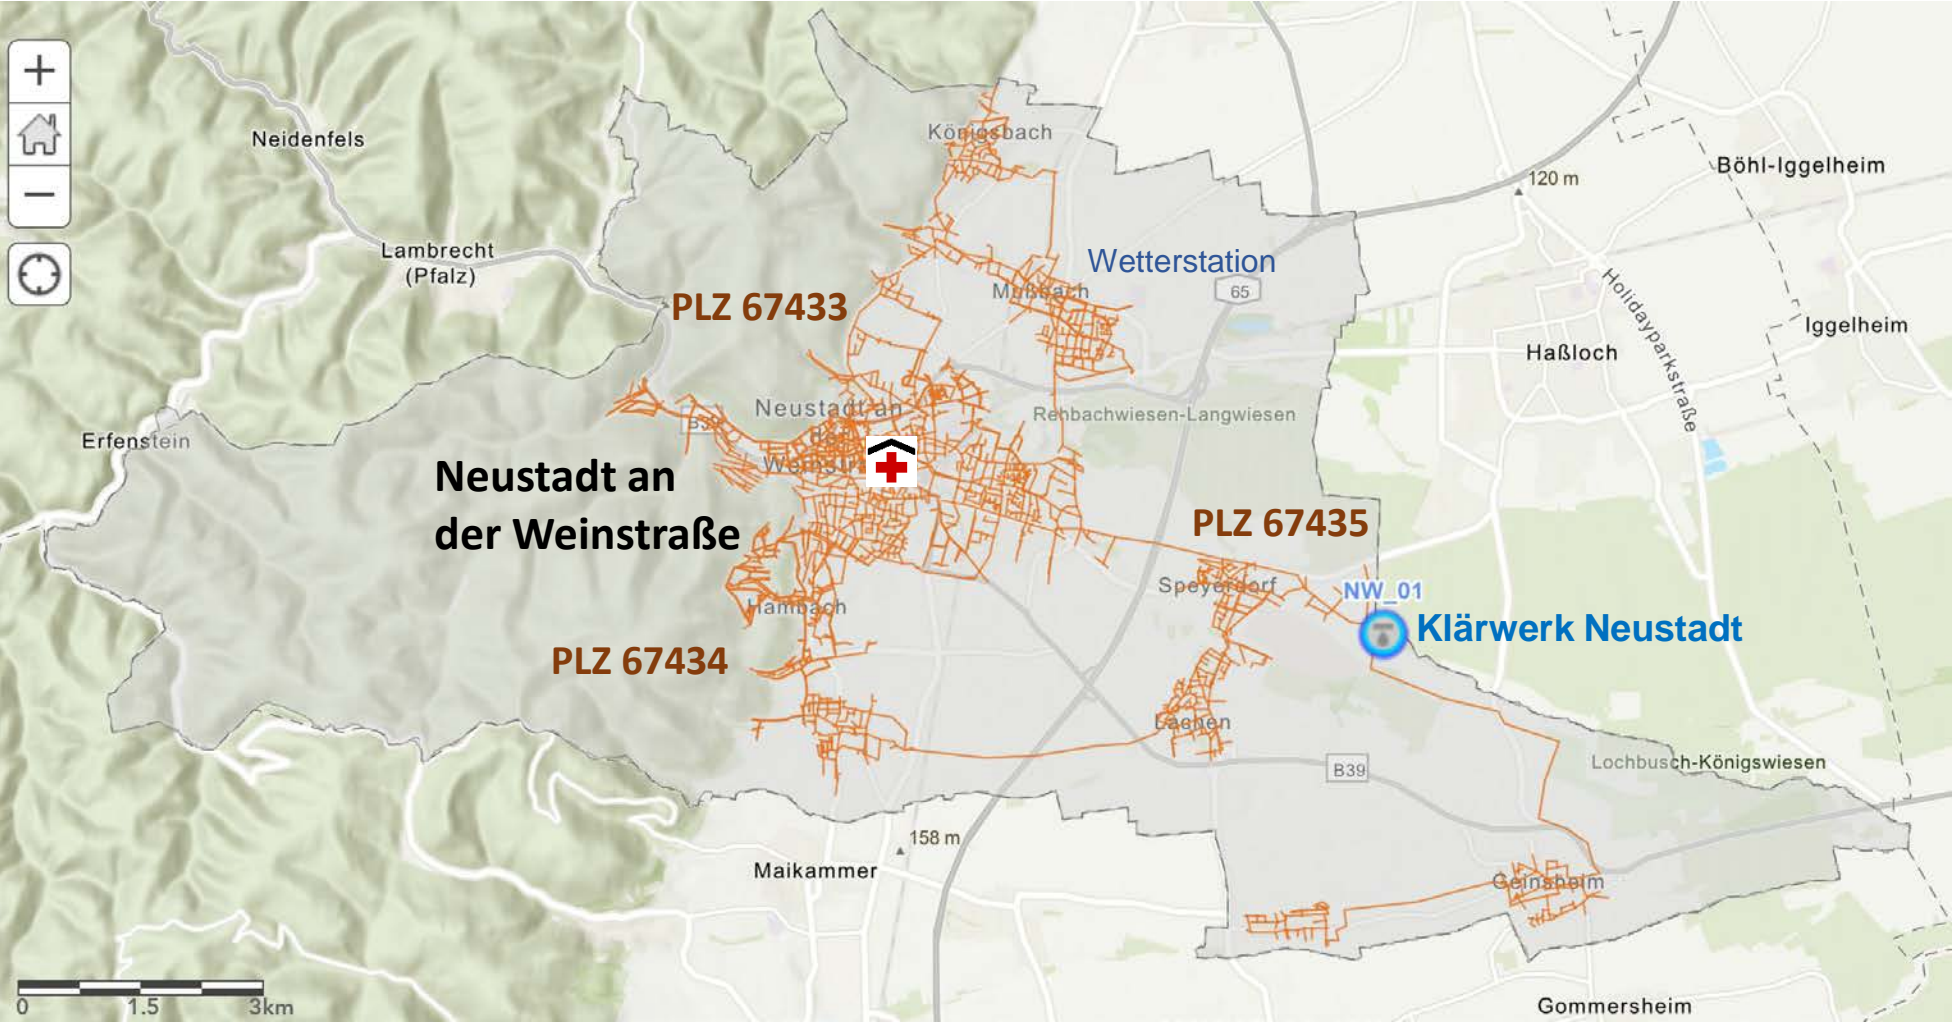 +
−
Neidenfels
Königsbach
Böhl-Iggelheim
120 m
Lambrecht
(Pfalz)
Wetterstation
65
Mußbach
PLZ 67433
Holidayparkstraße
Iggelheim
Haßloch
Neustadt an
der
Weinstraße
Rehbachwiesen-Langwiesen
B39
Erfenstein
Neustadt an
der Weinstraße
PLZ 67435
Speyerdorf
NW_01
Klärwerk Neustadt
Hambach
PLZ 67434
Lachen
B39
Lochbusch-Königswiesen
158 m
Maikammer
Geinsheim
0 1.5 3km
Gommersheim